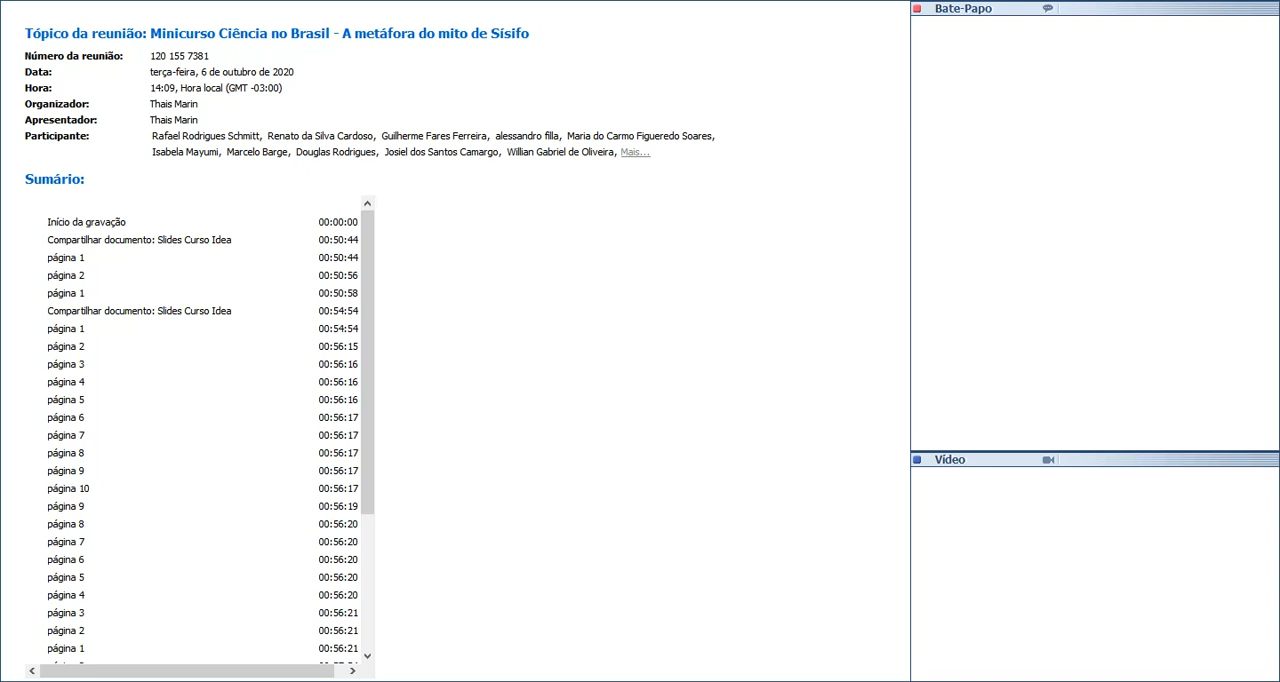 Tópico da reunião: Minicurso Ciência no Brasil - A metáfora do mito de Sísifo
Número da reunião: 120 155 7381
Data: terça-feira, 6 de outubro de 2020
Hora: 14:09, Hora local (GMT -03:00)
Organizador: Thais Marin
Apresentador: Thais Marin
Participante: Rafael Rodrigues Schmitt, Renato da Silva Cardoso, Guilherme Fares Ferreira, alessandro filla, Maria do Carmo Figueredo Soares,
Isabela Mayumi, Marcelo Barge, Douglas Rodrigues, Josiel dos Santos Camargo, Willian Gabriel de Oliveira, Mais...
Sumário:
Início da gravação 00:00:00
Compartilhar documento: Slides Curso Idea 00:50:44
página 1 00:50:44
página 2 00:50:56
página 1 00:50:58
Compartilhar documento: Slides Curso Idea 00:54:54
página 1 00:54:54
página 2 00:56:15
página 3 00:56:16
página 4 00:56:16
página 5 00:56:16
página 6 00:56:17
página 7 00:56:17
página 8 00:56:17
página 9 00:56:17
página 10 00:56:17
página 9 00:56:19
página 8 00:56:20
página 7 00:56:20
página 6 00:56:20
página 5 00:56:20
página 4 00:56:20
página 3 00:56:21
página 2 00:56:21
página 1 00:56:21
Bate-Papo
Vídeo